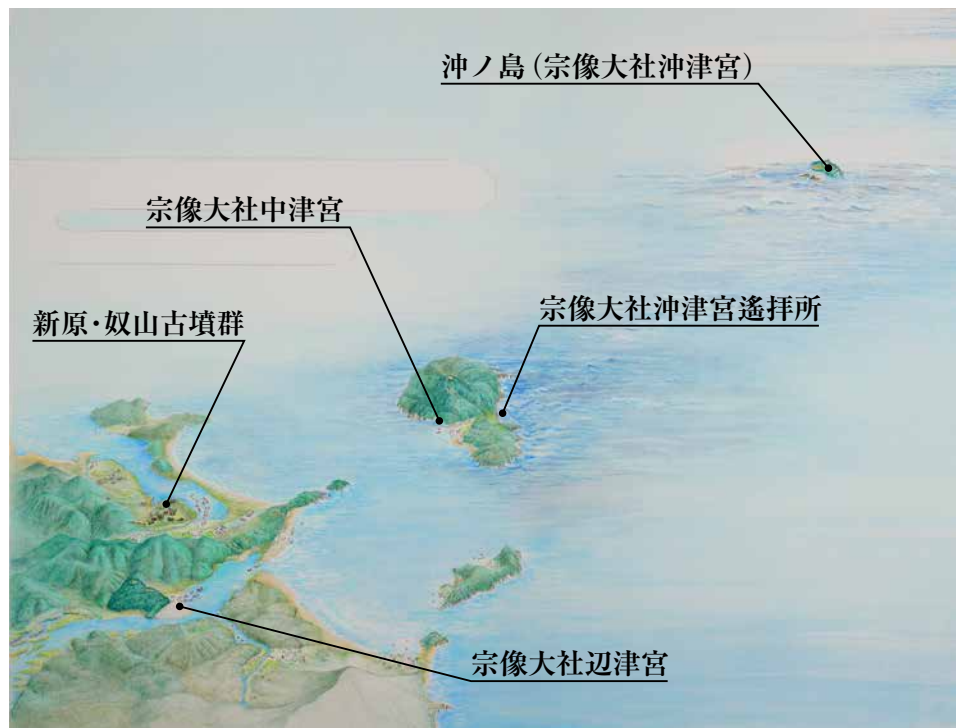 沖ノ島(宗像大社沖津宮)
宗像大社中津宮
宗像大社沖津宮遙拝所
新原・奴山古墳群
宗像大社辺津宮